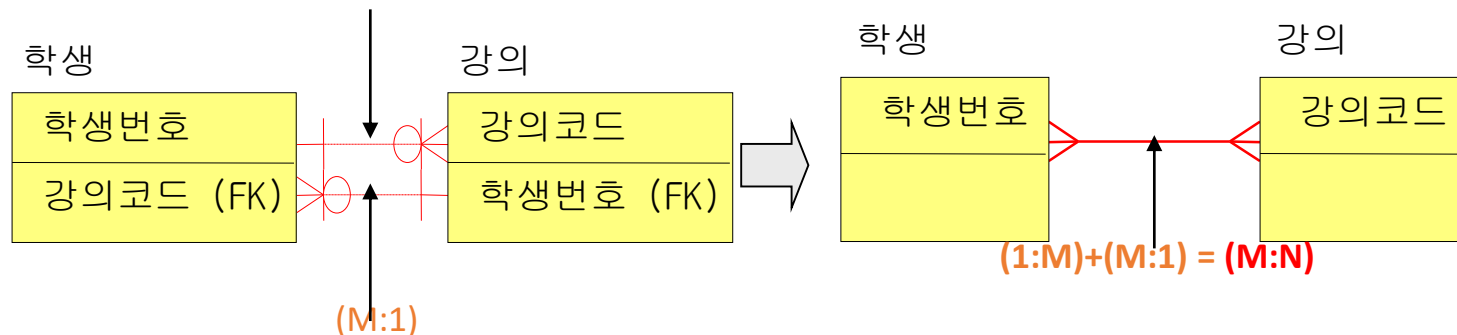 학생
강의
학생번호
강의코드 (FK)
강의코드
학생번호 (FK)
(M:1)
학생
강의
학생번호
강의코드
(1:M)+(M:1) = (M:N)